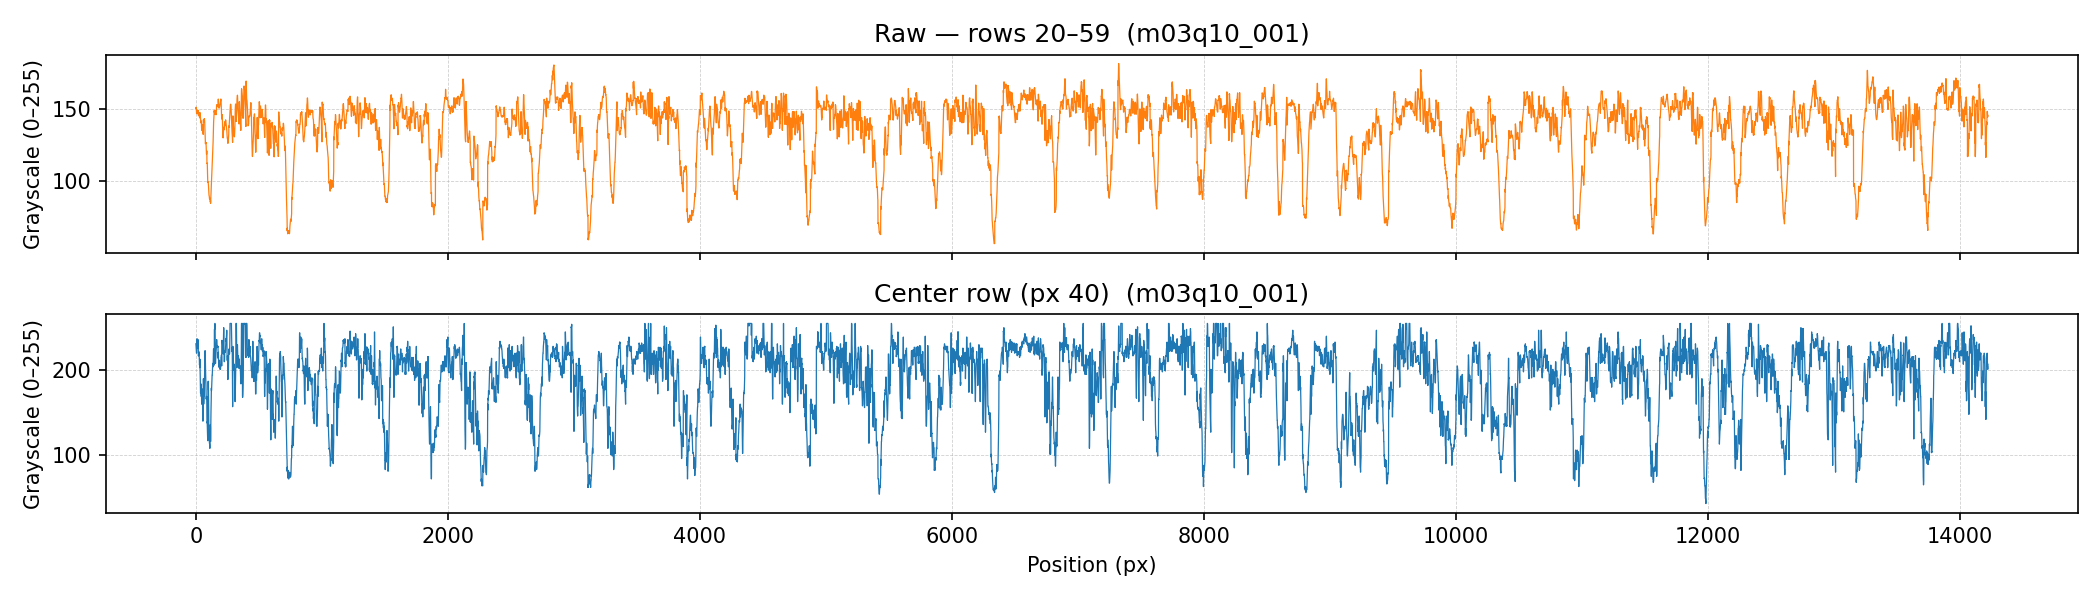 Raw — rows 20–59  (m03q10_001)
Grayscale (0–255)
150
100
Center row (px 40)  (m03q10_001)
Grayscale (0–255)
200
100
0 2000 4000 6000 8000 10000 12000 14000
Position (px)